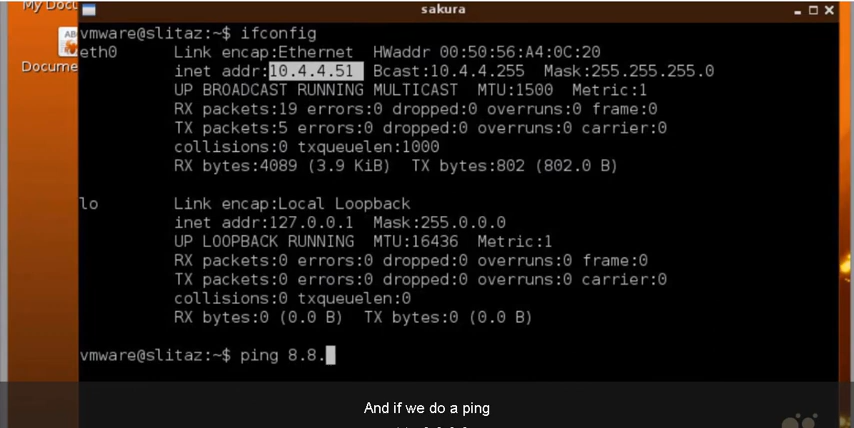 sakura
My Docu
Docume
vmware@slitaz:~$ ifconfig
eth0 Link encap:Ethernet HWaddr 00:50:56:A4:0C:20
inet addr:10.4.4.51 Bcast:10.4.4.255 Mask:255.255.255.0
UP BROADCAST RUNNING MULTICAST MTU:1500 Metric:1
RX packets:19 errors:0 dropped:0 overruns:0 frame:0
TX packets:5 errors:0 dropped:0 overruns:0 carrier:0
collisions:0 txqueuelen:1000
RX bytes:4089 (3.9 KiB) TX bytes:802 (802.0 B)
lo Link encap:Local Loopback
inet addr:127.0.0.1 Mask:255.0.0.0
UP LOOPBACK RUNNING MTU:16436 Metric:1
RX packets:0 errors:0 dropped:0 overruns:0 frame:0
TX packets:0 errors:0 dropped:0 overruns:0 carrier:0
collisions:0 txqueuelen:0
RX bytes:0 (0.0 B) TX bytes:0 (0.0 B)
vmware@slitaz:~$ ping 8.8.
And if we do a ping